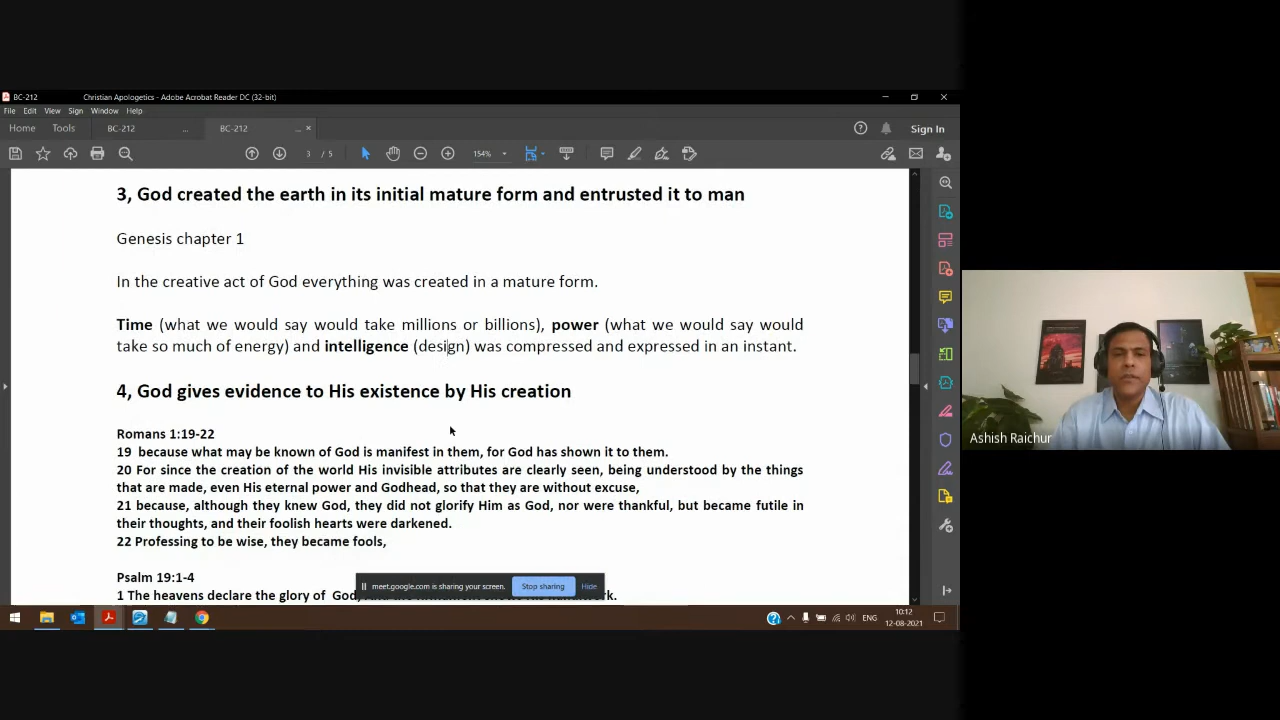 BC-212 Christian Apologetics - Adobe Acrobat Reader DC (32-bit)
File Edit View Sign Window Help
Home Tools BC-212 ... BC-212 ... × Sign In
3 / 5 154%
3, God created the earth in its initial mature form and entrusted it to man
Genesis chapter 1
In the creative act of God everything was created in a mature form.
Time (what we would say would take millions or billions), power (what we would say would
take so much of energy) and intelligence (design) was compressed and expressed in an instant.
4, God gives evidence to His existence by His creation
Romans 1:19-22
19 because what may be known of God is manifest in them, for God has shown it to them.
20 For since the creation of the world His invisible attributes are clearly seen, being understood by the things
that are made, even His eternal power and Godhead, so that they are without excuse,
21 because, although they knew God, they did not glorify Him as God, nor were thankful, but became futile in
their thoughts, and their foolish hearts were darkened.
22 Professing to be wise, they became fools,
Psalm 19:1-4
1 The heavens declare the glory of God,
meet.google.com is sharing your screen. Stop sharing Hide
Ashish Raichur
ENG
10:12
12-08-2021